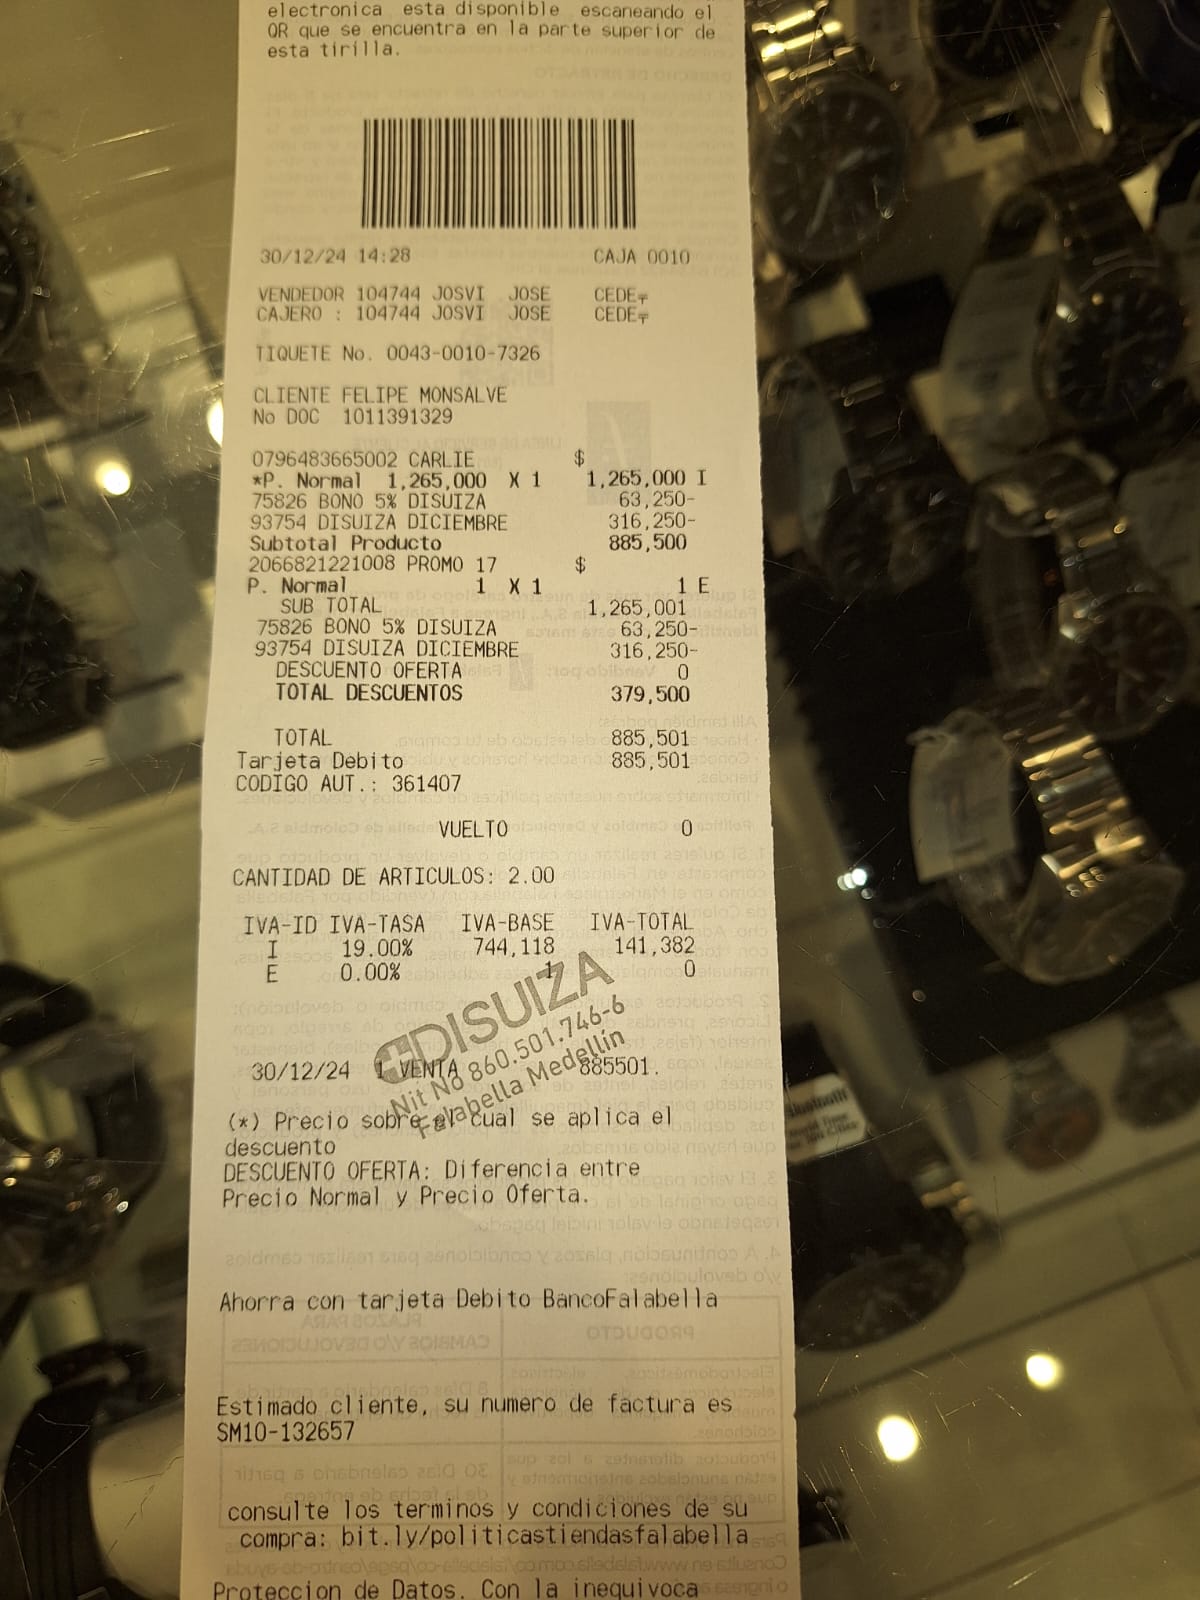 electronica esta disponible escaneando el
QR que se encuentra en la parte superior de
esta tirilla.
30/12/24 14:28 CAJA 0010
VENDEDOR 104744 JOSVI JOSE CEDE
CAJERO : 104744 JOSVI JOSE CEDE
TIQUETE No. 0043-0010-7326
CLIENTE FELIPE MONSALVE
No DOC 1011391329
0796483665002 CARLIE $
*P. Normal 1,265,000 X 1 1,265,000 I
75826 BONO 5% DISUIZA 63,250-
93754 DISUIZA DICIEMBRE 316,250-
Subtotal Producto 885,500
2066821221008 PROMO 17 $
P. Normal 1 X 1 1 E
SUB TOTAL 1,265,001
75826 BONO 5% DISUIZA 63,250-
93754 DISUIZA DICIEMBRE 316,250-
DESCUENTO OFERTA 0
TOTAL DESCUENTOS 379,500
TOTAL 885,501
Tarjeta Debito 885,501
CODIGO AUT.: 361407
VUELTO 0
CANTIDAD DE ARTICULOS: 2.00
IVA-ID IVA-TASA IVA-BASE IVA-TOTAL
I 19.00% 744,118 141,382
E 0.00% 1 0
DISUIZA
Nit No 860.501.746-6
Falabella Medellín
30/12/24 1 VENTA 885501.
(*) Precio sobre el cual se aplica el
descuento
DESCUENTO OFERTA: Diferencia entre
Precio Normal y Precio Oferta.
Ahorra con tarjeta Debito BancoFalabella
Estimado cliente, su numero de factura es
SM10-132657
consulte los terminos y condiciones de su
compra: bit.ly/politicastiendasfalabella
Proteccion de Datos. Con la inequivoca
Bluetooth